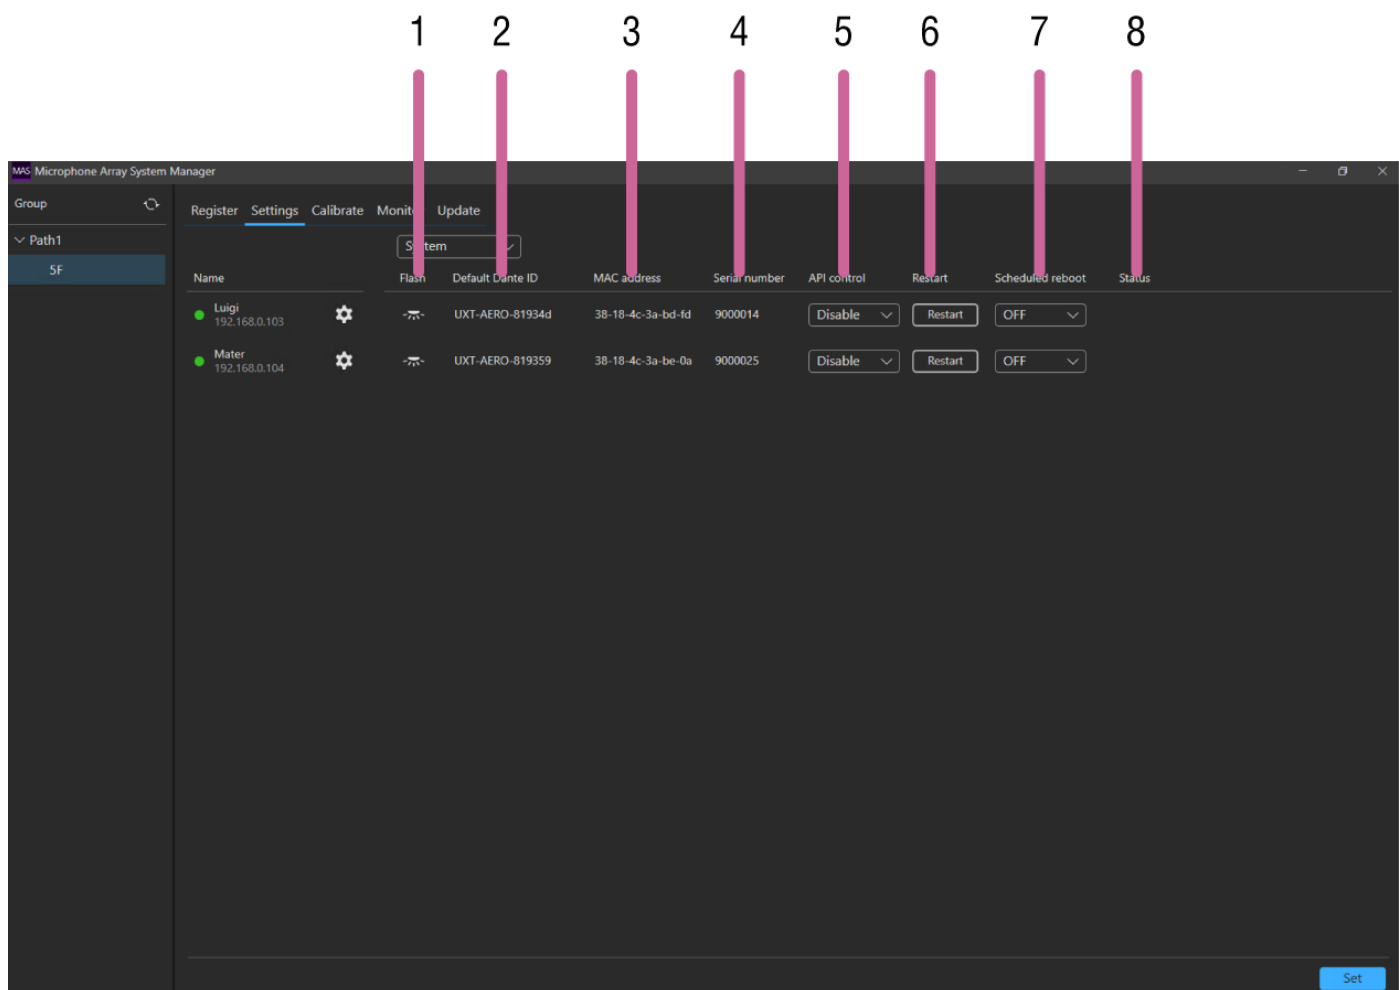 1 2 3 4 5 6 7 8
MAS Microphone Array System Manager
Group
Register Settings Calibrate Monitor Update
Path1
System
5F
Name Flash Default Dante ID MAC address Serial number API control Restart Scheduled reboot Status
Luigi
192.168.0.103
UXT-AERO-81934d 38-18-4c-3a-bd-fd 9000014 Disable Restart OFF
Mater
192.168.0.104
UXT-AERO-819359 38-18-4c-3a-be-0a 9000025 Disable Restart OFF
Set